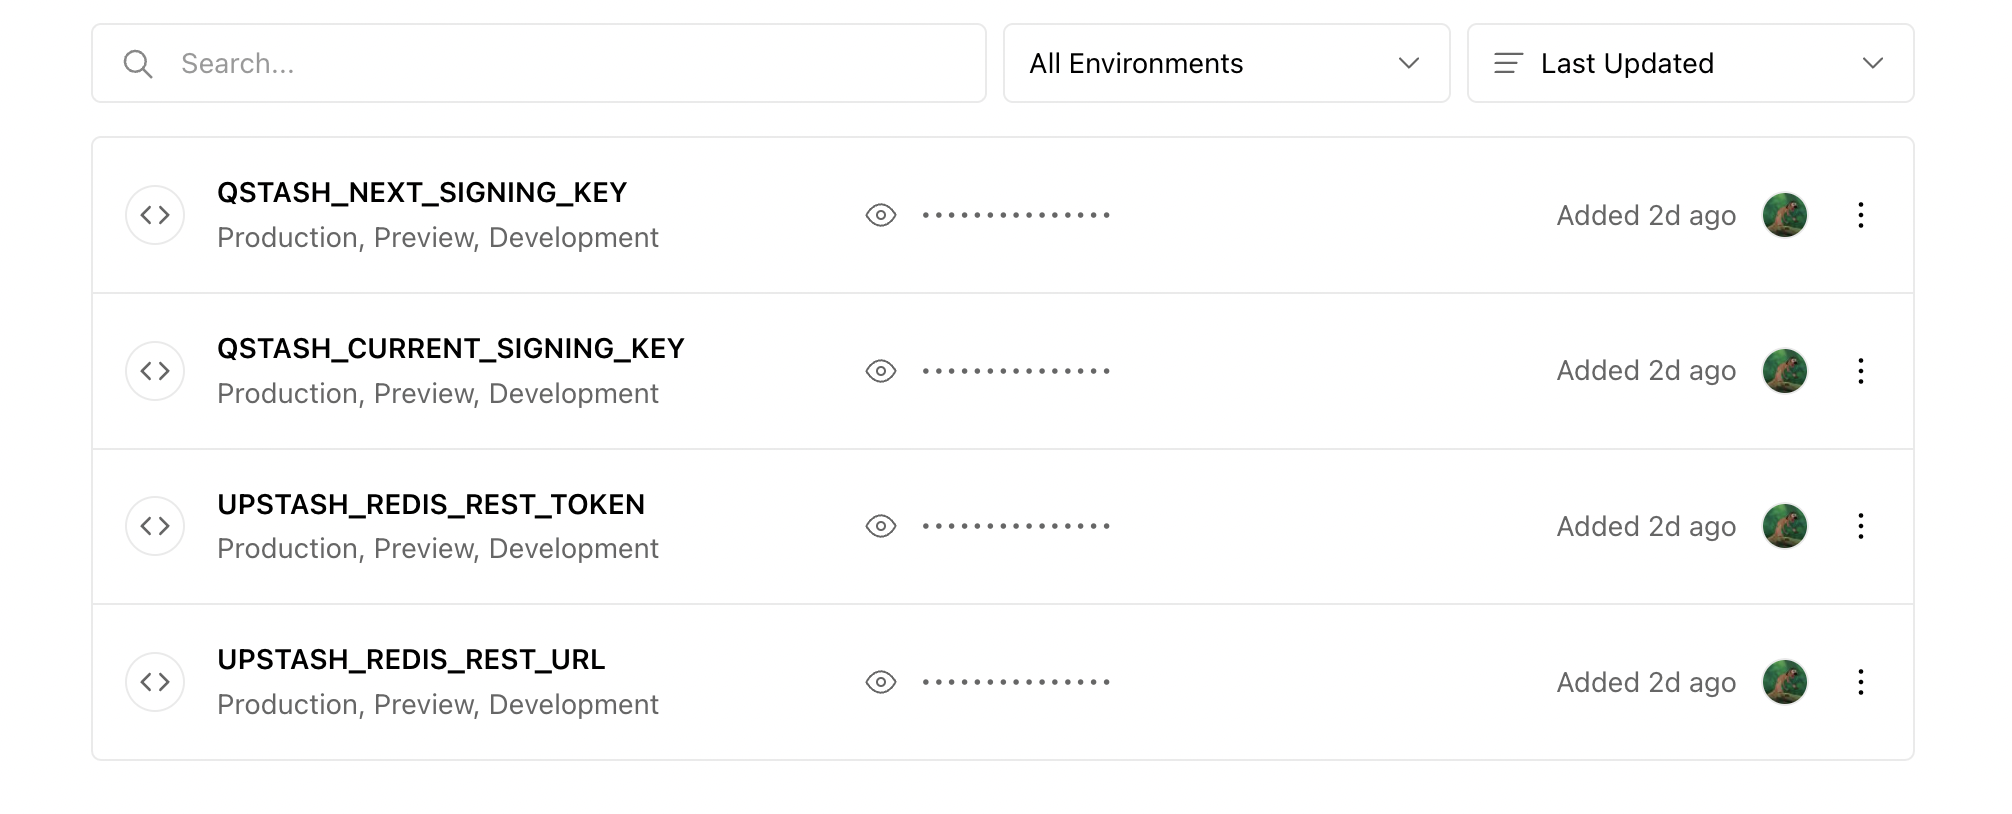 Search...
All Environments
Last Updated
QSTASH_NEXT_SIGNING_KEY
Production, Preview, Development
Added 2d ago
QSTASH_CURRENT_SIGNING_KEY
Production, Preview, Development
Added 2d ago
UPSTASH_REDIS_REST_TOKEN
Production, Preview, Development
Added 2d ago
UPSTASH_REDIS_REST_URL
Production, Preview, Development
Added 2d ago